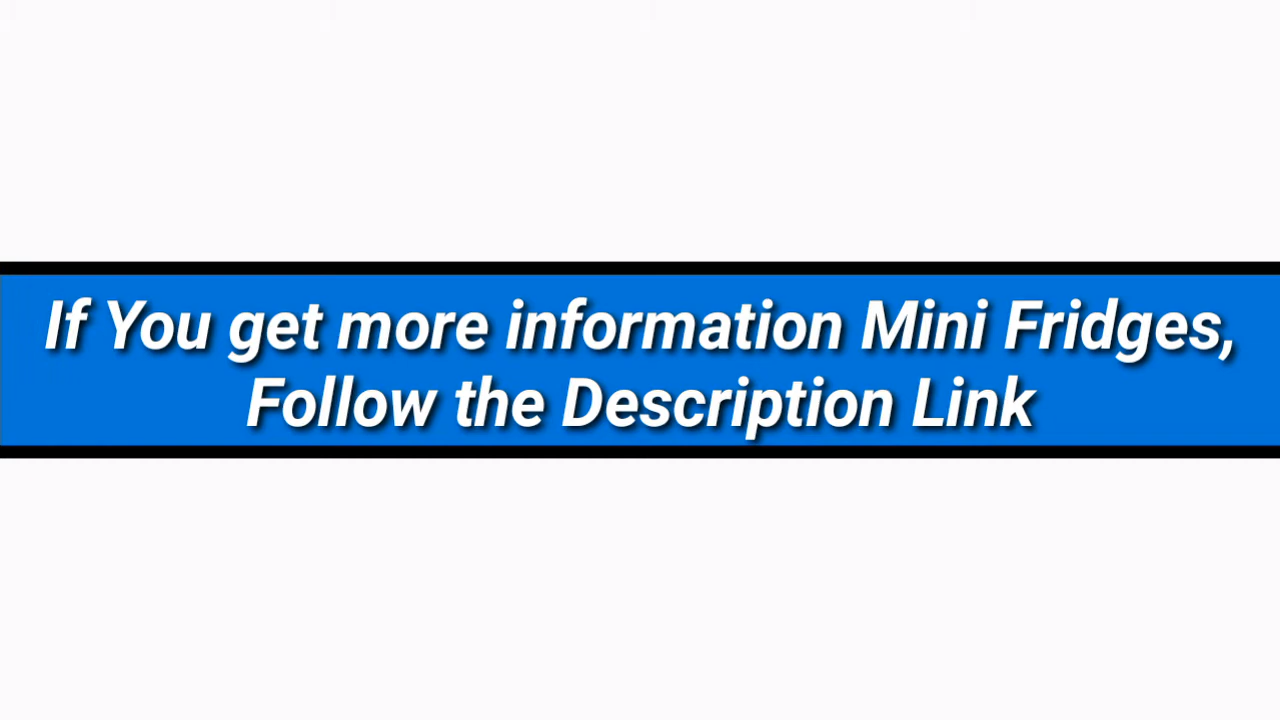 If You get more information Mini Fridges,
Follow the Description Link